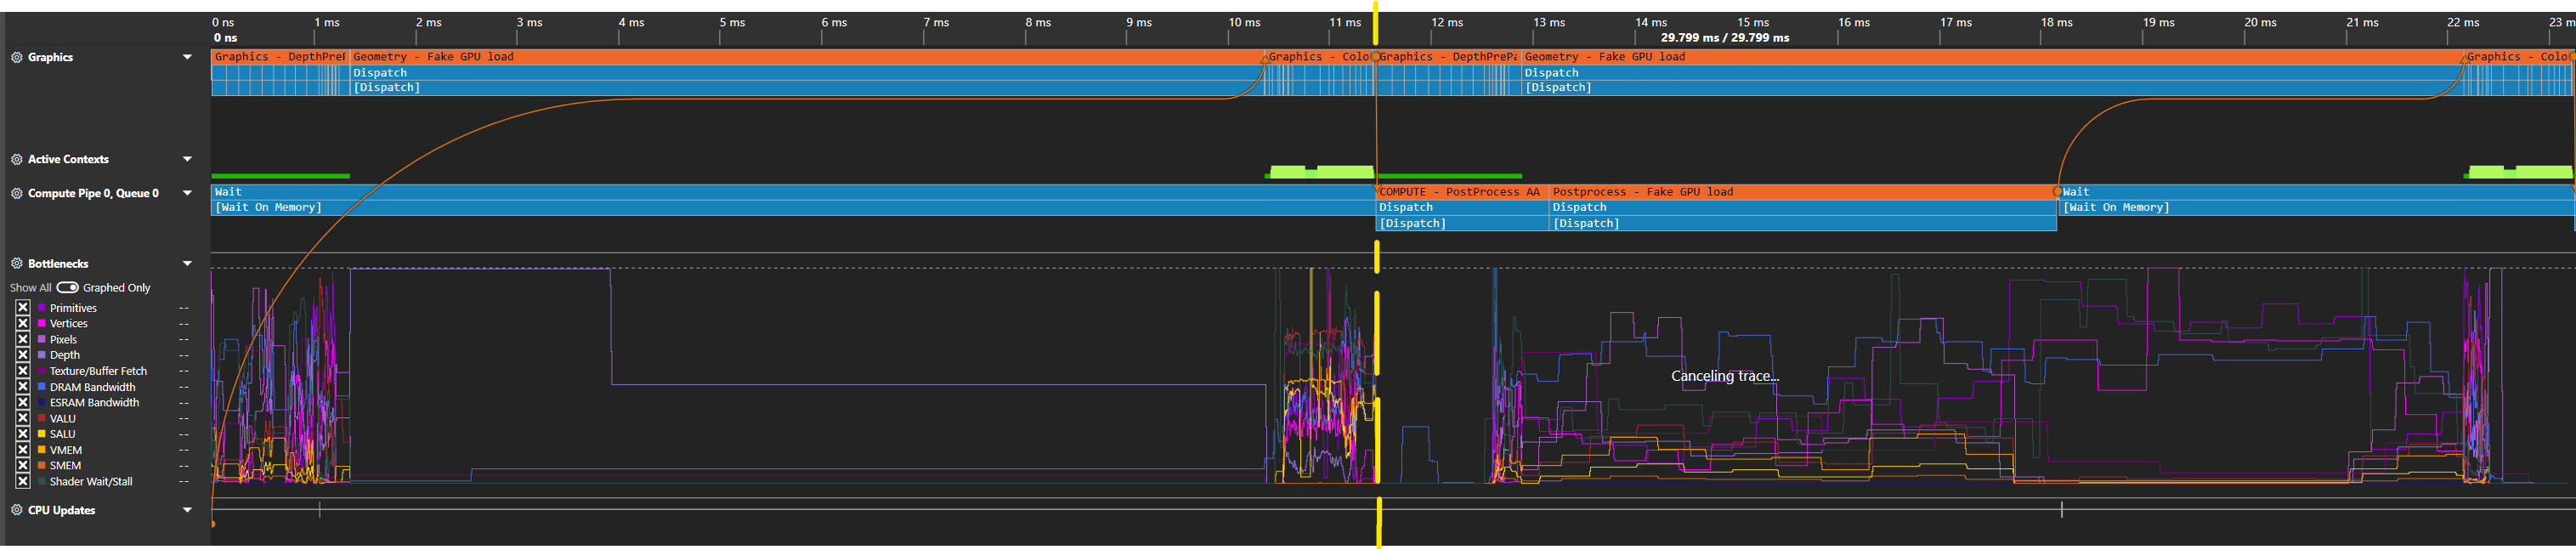 0 ns 1 ms 2 ms 3 ms 4 ms 5 ms 6 ms 7 ms 8 ms 9 ms 10 ms 11 ms 12 ms 13 ms 14 ms 15 ms 16 ms 17 ms 18 ms 19 ms 20 ms 21 ms 22 ms 23 m
0 ns 29.799 ms / 29.799 ms
Graphics Graphics - DepthPreP Geometry - Fake GPU load Graphics - Colo Graphics - DepthPrePa Geometry - Fake GPU load Graphics - Colo
Dispatch Dispatch
[Dispatch] [Dispatch]
Active Contexts
Compute Pipe 0, Queue 0 Wait COMPUTE - PostProcess AA Postprocess - Fake GPU load Wait
[Wait On Memory] Dispatch Dispatch [Wait On Memory]
[Dispatch] [Dispatch]
Bottlenecks
Show All Graphed Only
Primitives --
Vertices --
Pixels --
Depth --
Texture/Buffer Fetch --
Canceling trace...
DRAM Bandwidth --
ESRAM Bandwidth --
VALU --
SALU --
VMEM --
SMEM --
Shader Wait/Stall --
CPU Updates